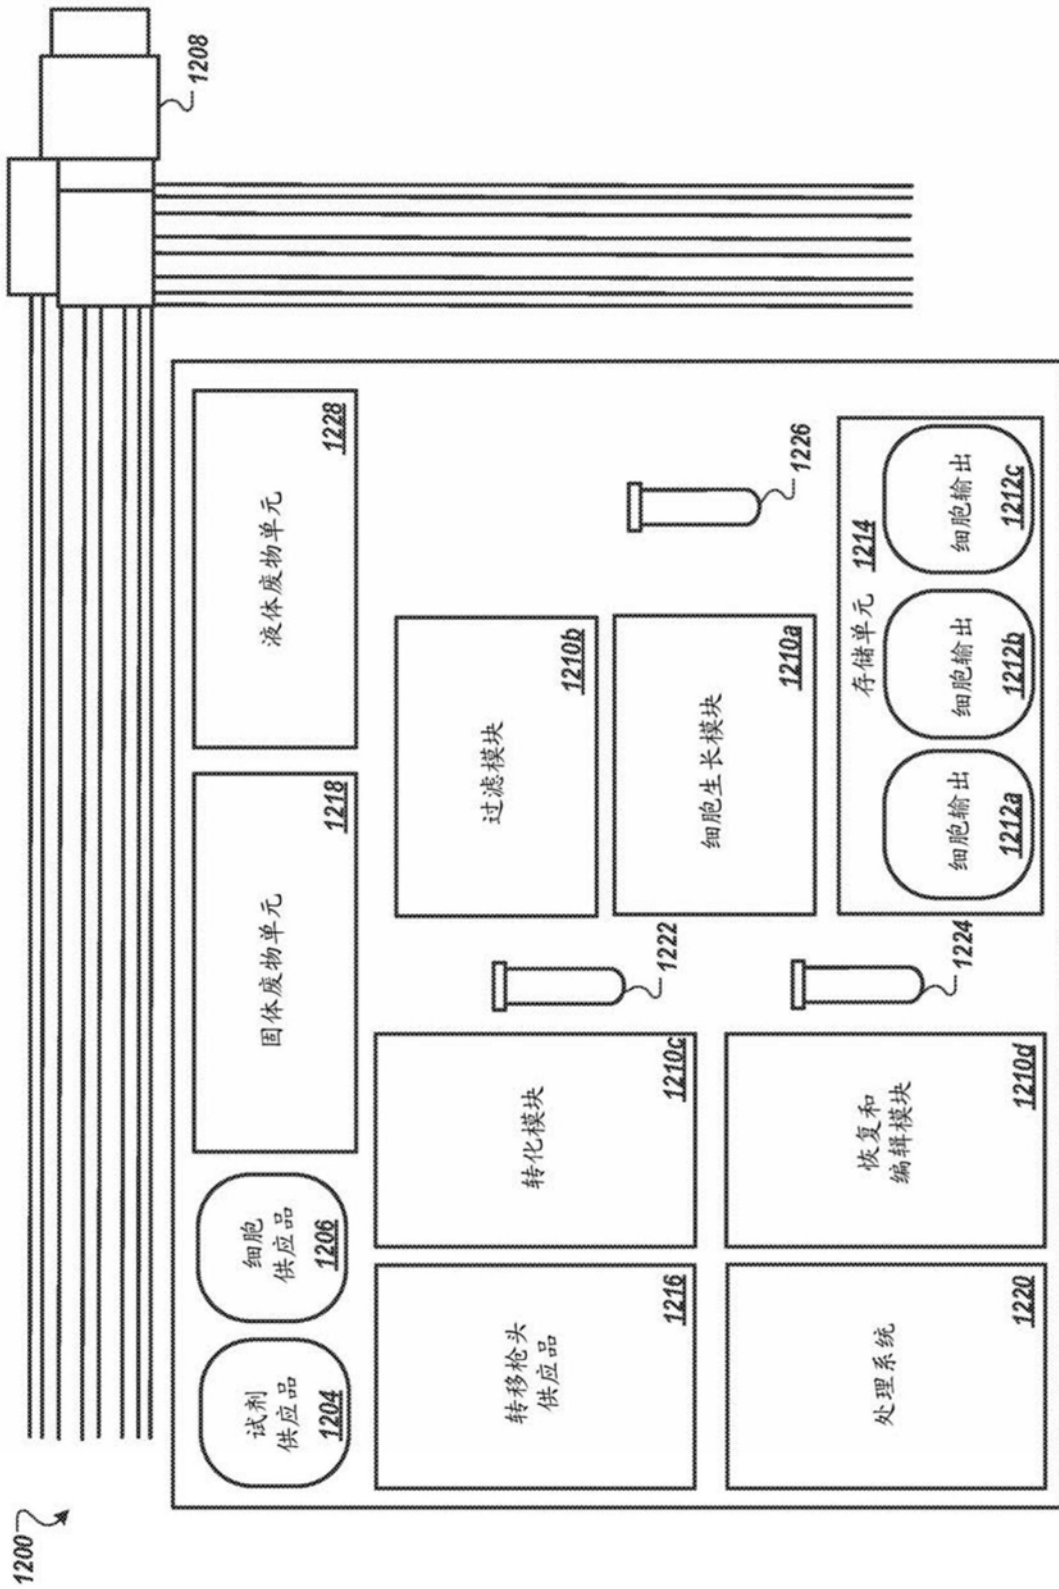 1200
1208
试剂
供应品
1204
细胞
供应品
1206
固体废物单元
1218
液体废物单元
1228
转移枪头
供应品
1216
转化模块
1210c
1222
过滤模块
1210b
细胞生长模块
1210a
1226
处理系统
1220
恢复和
编辑模块
1210d
1224
存储单元
1214
细胞输出
1212a
细胞输出
1212b
细胞输出
1212c